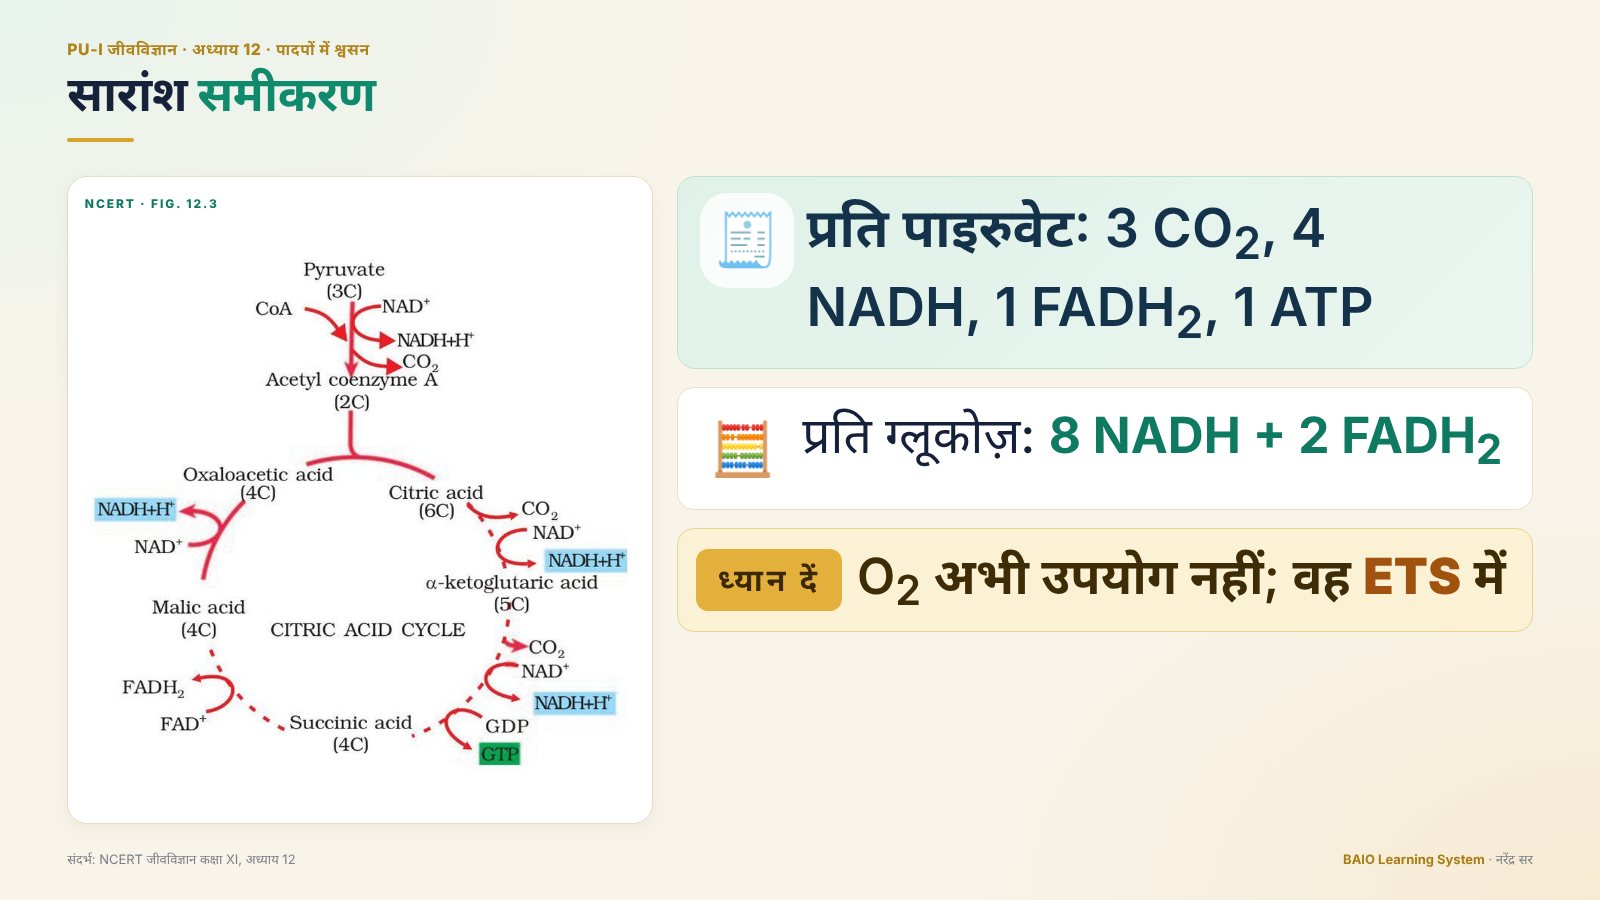 PU-I जीवविज्ञान · अध्याय 12 · पादपों में श्वसन
सारांश समीकरण
NCERT · FIG. 12.3
Pyruvate
(3C)
CoA
NAD⁺
NADH+H⁺
CO₂
Acetyl coenzyme A
(2C)
Oxaloacetic acid
(4C)
Citric acid
(6C)
NADH+H⁺
CO₂
NAD⁺
NAD⁺
NADH+H⁺
α-ketoglutaric acid
(5C)
Malic acid
(4C)
CITRIC ACID CYCLE
CO₂
NAD⁺
FADH₂
NADH+H⁺
FAD⁺
Succinic acid
(4C)
GDP
GTP
प्रति पाइरुवेट: 3 CO₂, 4
NADH, 1 FADH₂, 1 ATP
प्रति ग्लूकोज़: 8 NADH + 2 FADH₂
ध्यान दें O₂ अभी उपयोग नहीं; वह ETS में
संदर्भ: NCERT जीवविज्ञान कक्षा XI, अध्याय 12
BAIO Learning System · नरेंद्र सर